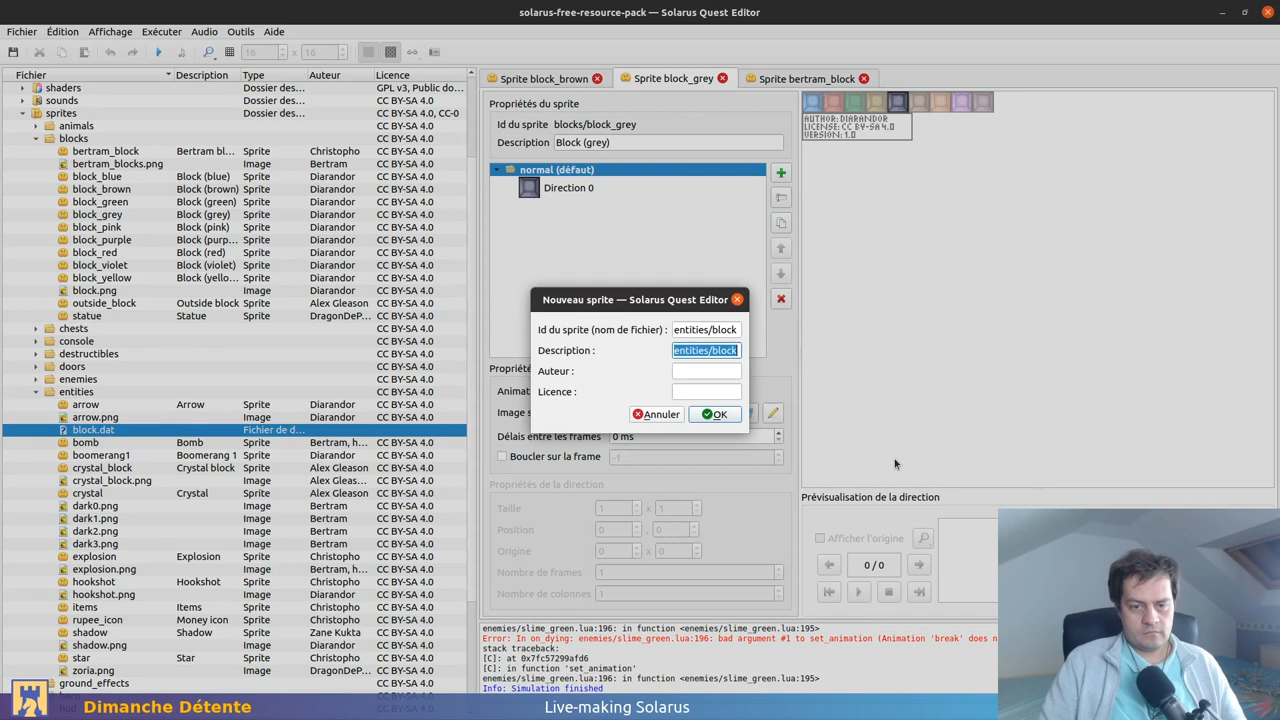 solarus-free-resource-pack — Solarus Quest Editor
Fichier Édition Affichage Exécuter Audio Outils Aide
16 x 16
Fichier Description Type Auteur Licence
shaders Dossier des... GPL v3, Public do...
sounds Dossier des... CC BY-SA 4.0
sprites Dossier des... CC BY-SA 4.0, CC-0
animals CC BY-SA 4.0
blocks CC BY-SA 4.0
bertram_block Bertram bl... Sprite Christopho CC BY-SA 4.0
bertram_blocks.png Image Bertram CC BY-SA 4.0
block_blue Block (blue) Sprite Diarandor CC BY-SA 4.0
block_brown Block (brown) Sprite Diarandor CC BY-SA 4.0
block_green Block (green) Sprite Diarandor CC BY-SA 4.0
block_grey Block (grey) Sprite Diarandor CC BY-SA 4.0
block_pink Block (pink) Sprite Diarandor CC BY-SA 4.0
block_purple Block (purp... Sprite Diarandor CC BY-SA 4.0
block_red Block (red) Sprite Diarandor CC BY-SA 4.0
block_violet Block (violet) Sprite Diarandor CC BY-SA 4.0
block_yellow Block (yello... Sprite Diarandor CC BY-SA 4.0
block.png Image Diarandor CC BY-SA 4.0
outside_block Outside block Sprite Alex Gleason CC BY-SA 4.0
statue Statue Sprite DragonDeP... CC BY-SA 4.0
chests CC BY-SA 4.0
console CC BY-SA 4.0
destructibles CC BY-SA 4.0
doors CC BY-SA 4.0
enemies CC BY-SA 4.0
entities CC BY-SA 4.0
arrow Arrow Sprite Christopho CC BY-SA 4.0
arrow.png Image Diarandor CC BY-SA 4.0
block.dat Fichier de d...
bomb Bomb Sprite Bertram, h... CC BY-SA 4.0
boomerang1 Boomerang 1 Sprite Diarandor CC BY-SA 4.0
crystal_block Crystal block Sprite Alex Gleason CC BY-SA 4.0
crystal_block.png Image Alex Gleas... CC BY-SA 4.0
crystal Crystal Sprite Alex Gleason CC BY-SA 4.0
dark0.png Image Bertram CC BY-SA 4.0
dark1.png Image Bertram CC BY-SA 4.0
dark2.png Image Bertram CC BY-SA 4.0
dark3.png Image Bertram CC BY-SA 4.0
explosion Explosion Sprite Christopho CC BY-SA 4.0
explosion.png Image Bertram, h... CC BY-SA 4.0
hookshot Hookshot Sprite Diarandor CC BY-SA 4.0
hookshot.png Image Diarandor CC BY-SA 4.0
items Items Sprite Christopho CC BY-SA 4.0
rupee_icon Money icon Sprite Christopho CC BY-SA 4.0
shadow Shadow Sprite Zane Kukta CC BY-SA 4.0
shadow.png Image Diarandor CC BY-SA 4.0
star Star Sprite Diarandor CC BY-SA 4.0
zoria.png Image DragonDeP... CC BY-SA 4.0
ground_effects CC BY-SA 4.0
Sprite block_brown Sprite block_grey Sprite bertram_block
Propriétés du sprite
Id du sprite blocks/block_grey
Description Block (grey)
normal (défaut)
Direction 0
AUTHOR: DIARANDOR
LICENSE: CC BY-SA 4.0
VERSION: 1.0
Nouveau sprite — Solarus Quest Editor
Id du sprite (nom de fichier) : entities/block
Description : entities/block
Auteur :
Licence :
Annuler OK
Délais entre les frames 0 ms
Boucler sur la frame -1
Propriétés de la direction
Taille 1 x 1
Position 0 , 0
Origine 0 x 0
Nombre de frames 1
Nombre de colonnes 1
Prévisualisation de la direction
Afficher l'origine
0 / 0
enemies/slime_green.lua:196: in function <enemies/slime_green.lua:195>
Error: In on_dying: enemies/slime_green.lua:196: bad argument #1 to set_animation (Animation 'break' does n
stack traceback:
[C]: at 0x7fc57299afd6
[C]: in function 'set_animation'
enemies/slime_green.lua:196: in function <enemies/slime_green.lua:195>
Info: Simulation finished
Dimanche Détente
Live-making Solarus